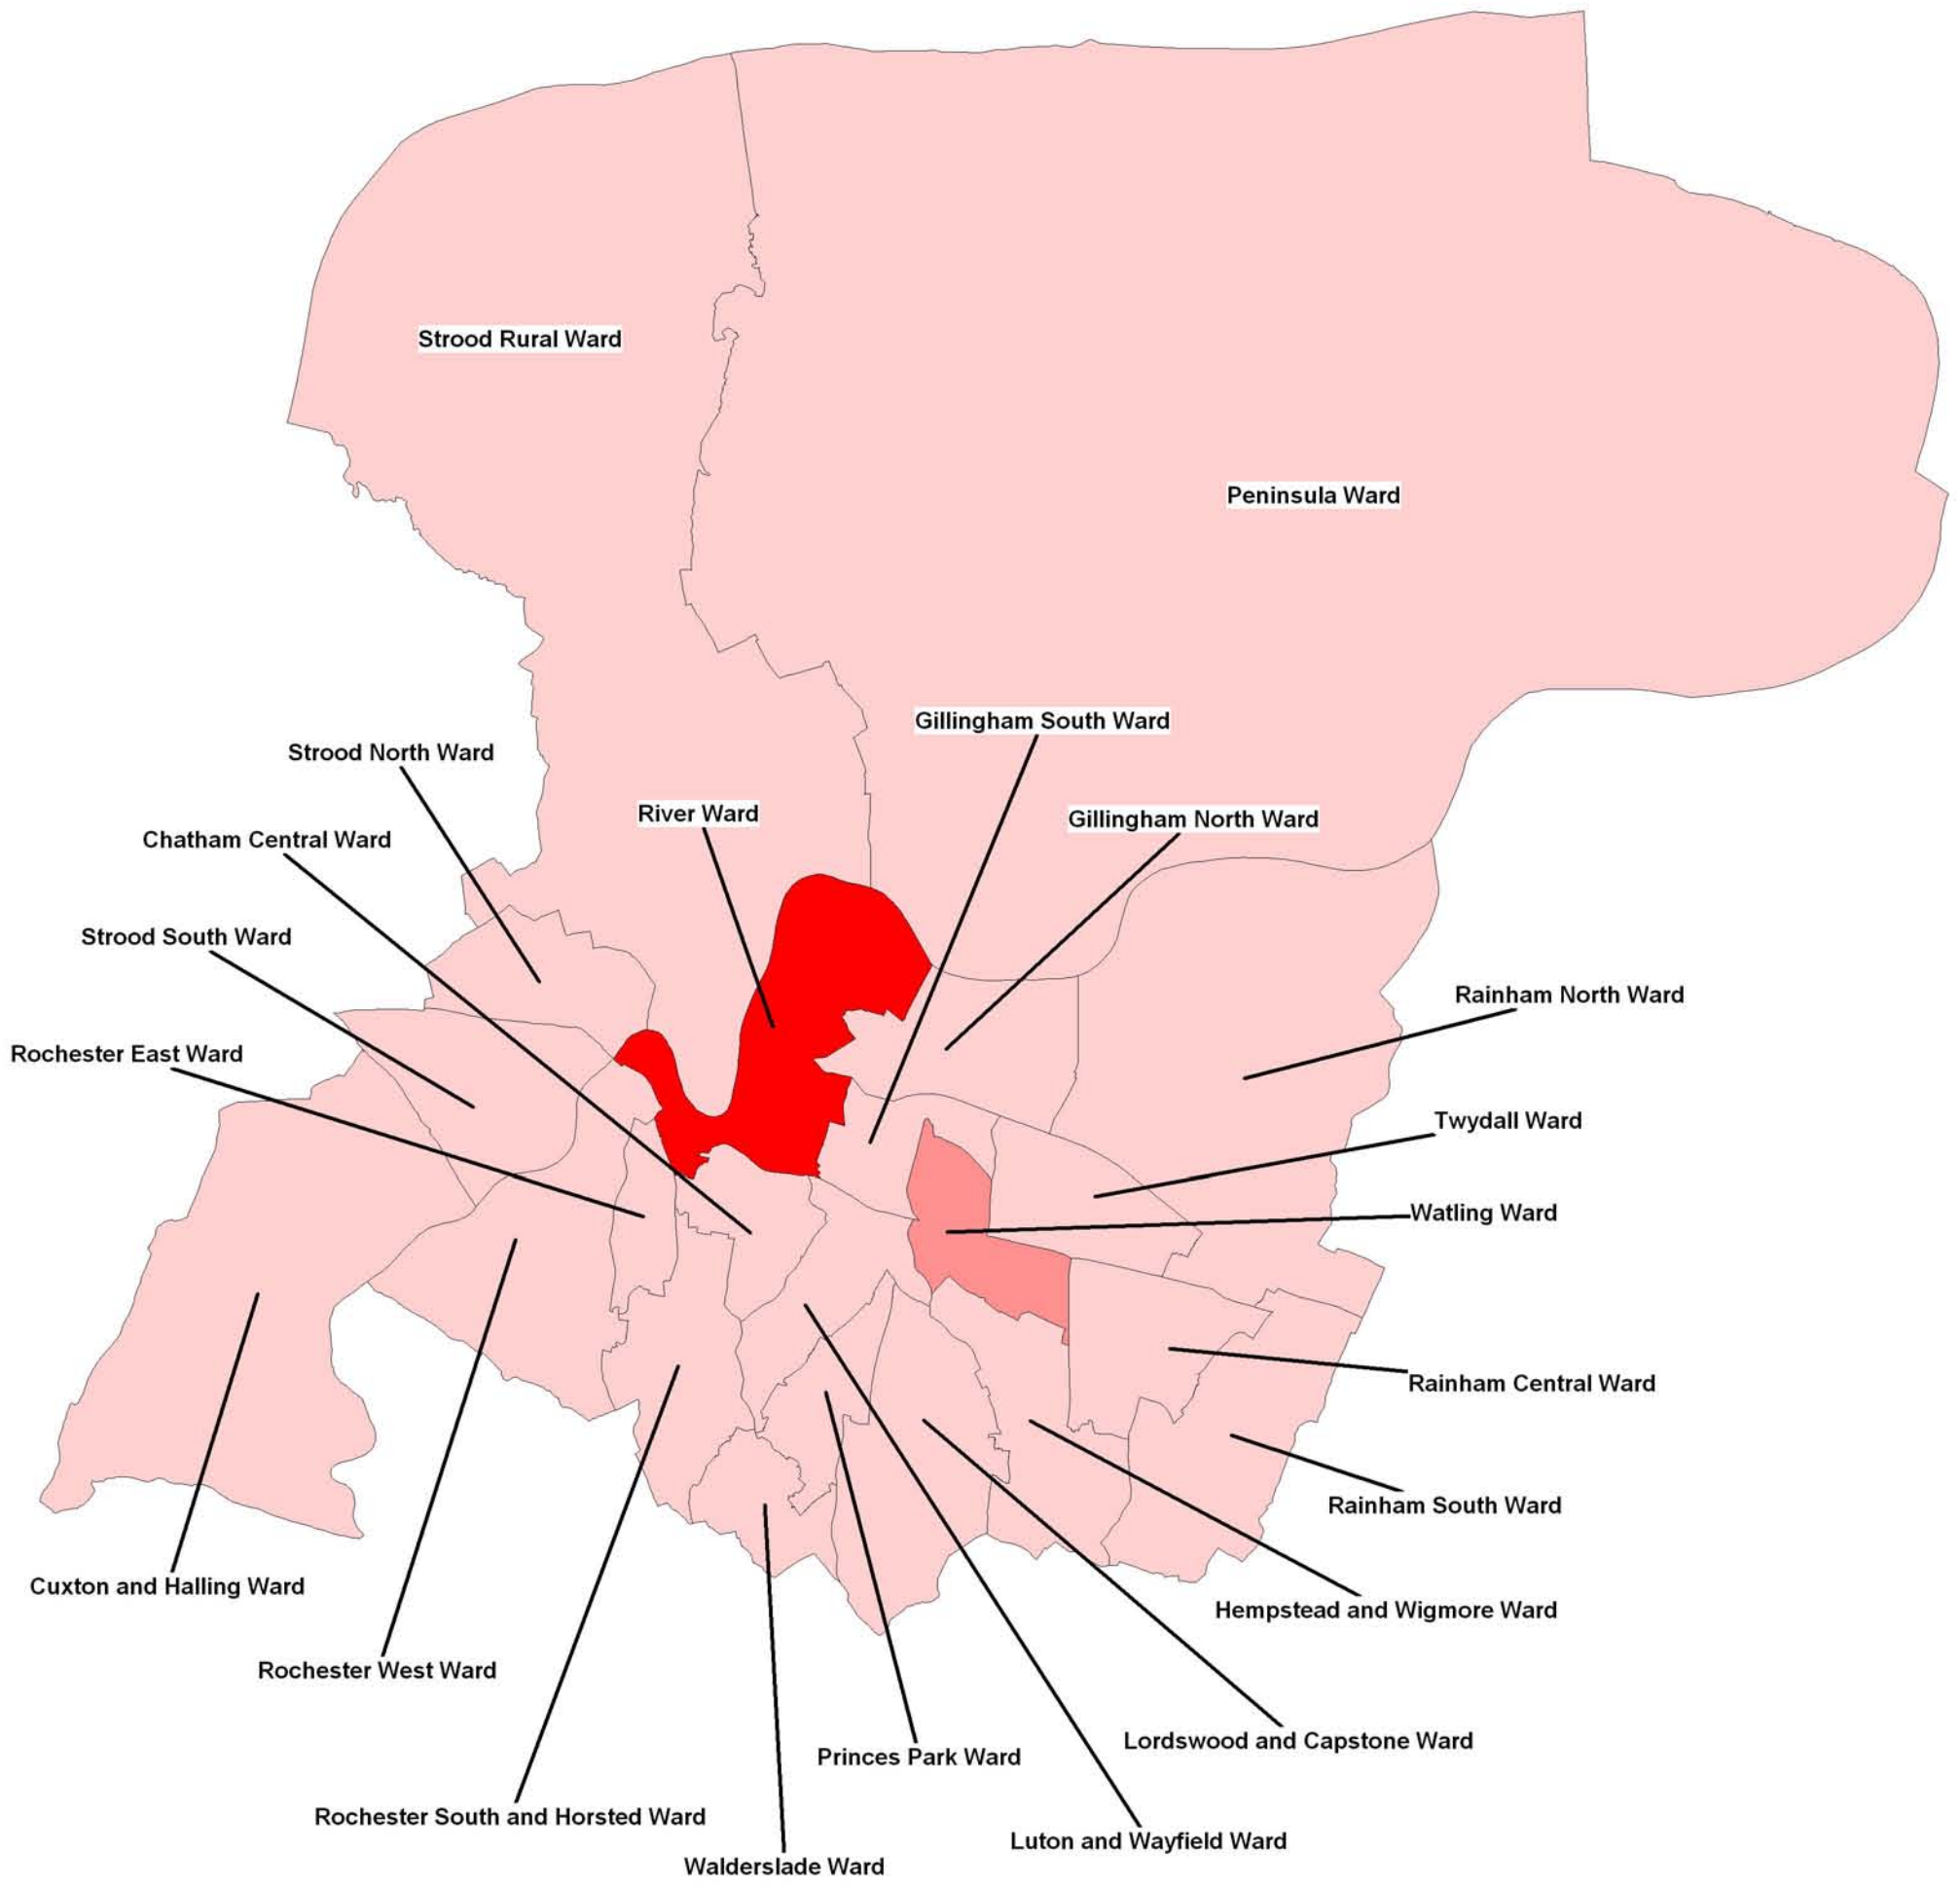 Strood Rural Ward
Peninsula Ward
Gillingham South Ward
Strood North Ward
River Ward
Gillingham North Ward
Chatham Central Ward
Strood South Ward
Rainham North Ward
Rochester East Ward
Twydall Ward
Watling Ward
Rainham Central Ward
Rainham South Ward
Cuxton and Halling Ward
Hempstead and Wigmore Ward
Rochester West Ward
Lordswood and Capstone Ward
Princes Park Ward
Rochester South and Horsted Ward
Luton and Wayfield Ward
Walderslade Ward